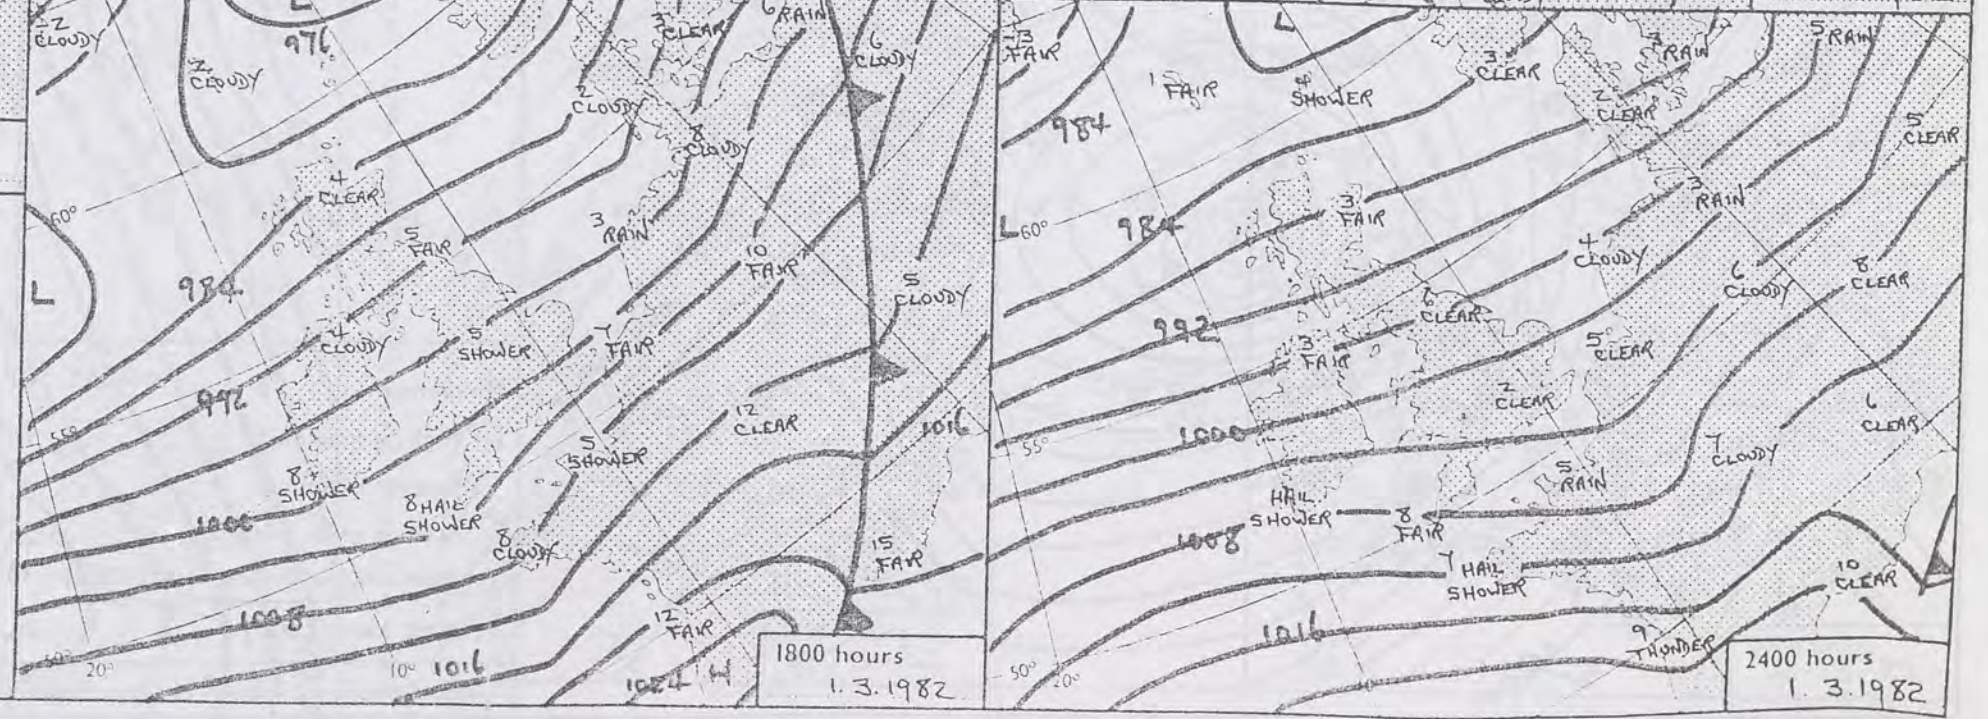 -2
CLOUDY
L
976
2
CLOUDY
3
CLEAR
6
RAIN
6
CLOUDY
2
CLOUDY
8
CLOUDY
4
CLEAR
60°
5
FAIR
3
RAIN
10
FAIR
984
L
5
CLOUDY
4
CLOUDY
5
SHOWER
7
FAIR
992
12
CLEAR
1016
55°
5
SHOWER
8
SHOWER
8 HAIL
SHOWER
1000
8
CLOUDY
15
FAIR
1008
12
FAIR
50°
20°
10°
1016
1024
H
1800 hours
1.3.1982
-3
FAIR
L
3
CLEAR
3
RAIN
5 RAIN
1
FAIR
4
SHOWER
2
CLEAR
984
5
CLEAR
3
FAIR
RAIN
L
60°
984
4
CLOUDY
6
CLOUDY
8
CLEAR
6
CLEAR
992
3
FAIR
5
CLEAR
2
CLEAR
6
CLEAR
1000
55°
7
CLOUDY
5
RAIN
HAIL
SHOWER
8
FAIR
1008
7 HAIL
SHOWER
10
CLEAR
1016
9
THUNDER
50°
20°
2400 hours
1.3.1982